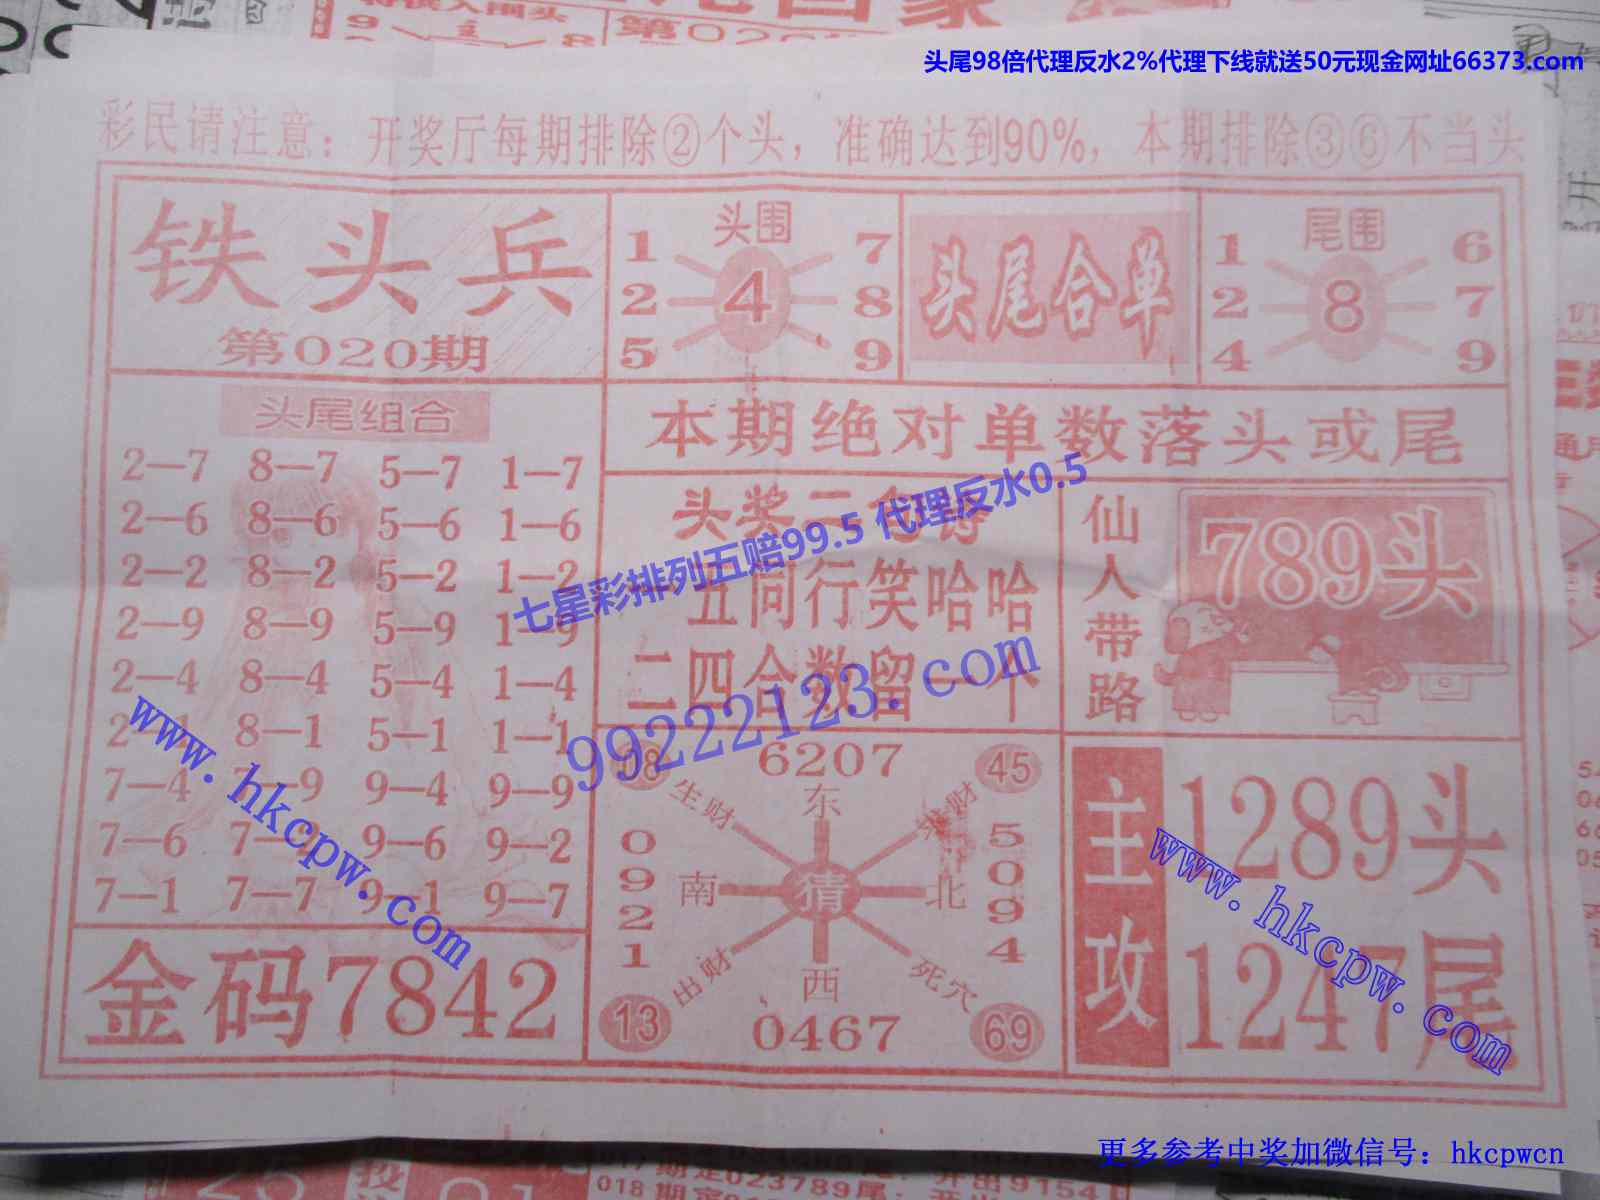 头尾98倍代理反水2%代理下线就送50元现金网址66373.com
彩民请注意：开奖厅每期排除②个头，准确达到90%，本期排除③⑥不当头
铁头兵
第020期
头围
1 7
2 4 8
5 9
头尾合单
尾围
1 6
2 8 7
4 9
本期绝对单数落头或尾
头尾组合
2—7 8—7 5—7 1—7
2—6 8—6 5—6 1—6
2—2 8—2 5—2 1—2
2—9 8—9 5—9 1—9
2—4 8—4 5—4 1—4
8—1 5—1 1—1
7—4 9—4 9—9
7—6 9—6 9—2
7—1 7—7 9—1 9—7
金码7842
头奖
五同行笑哈哈
二四合数留一个
仙人带路
789头
6207
08 45
生财 东
0921 南 猜 北 5094
出财 西 死穴
13 0467 69
主攻
1289头
1247尾
七星彩排列五赔99.5 代理反水0.5
99222123.com
www.hkcpw.com
www.hkcpw.com
更多参考中奖加微信号：hkcpwcn